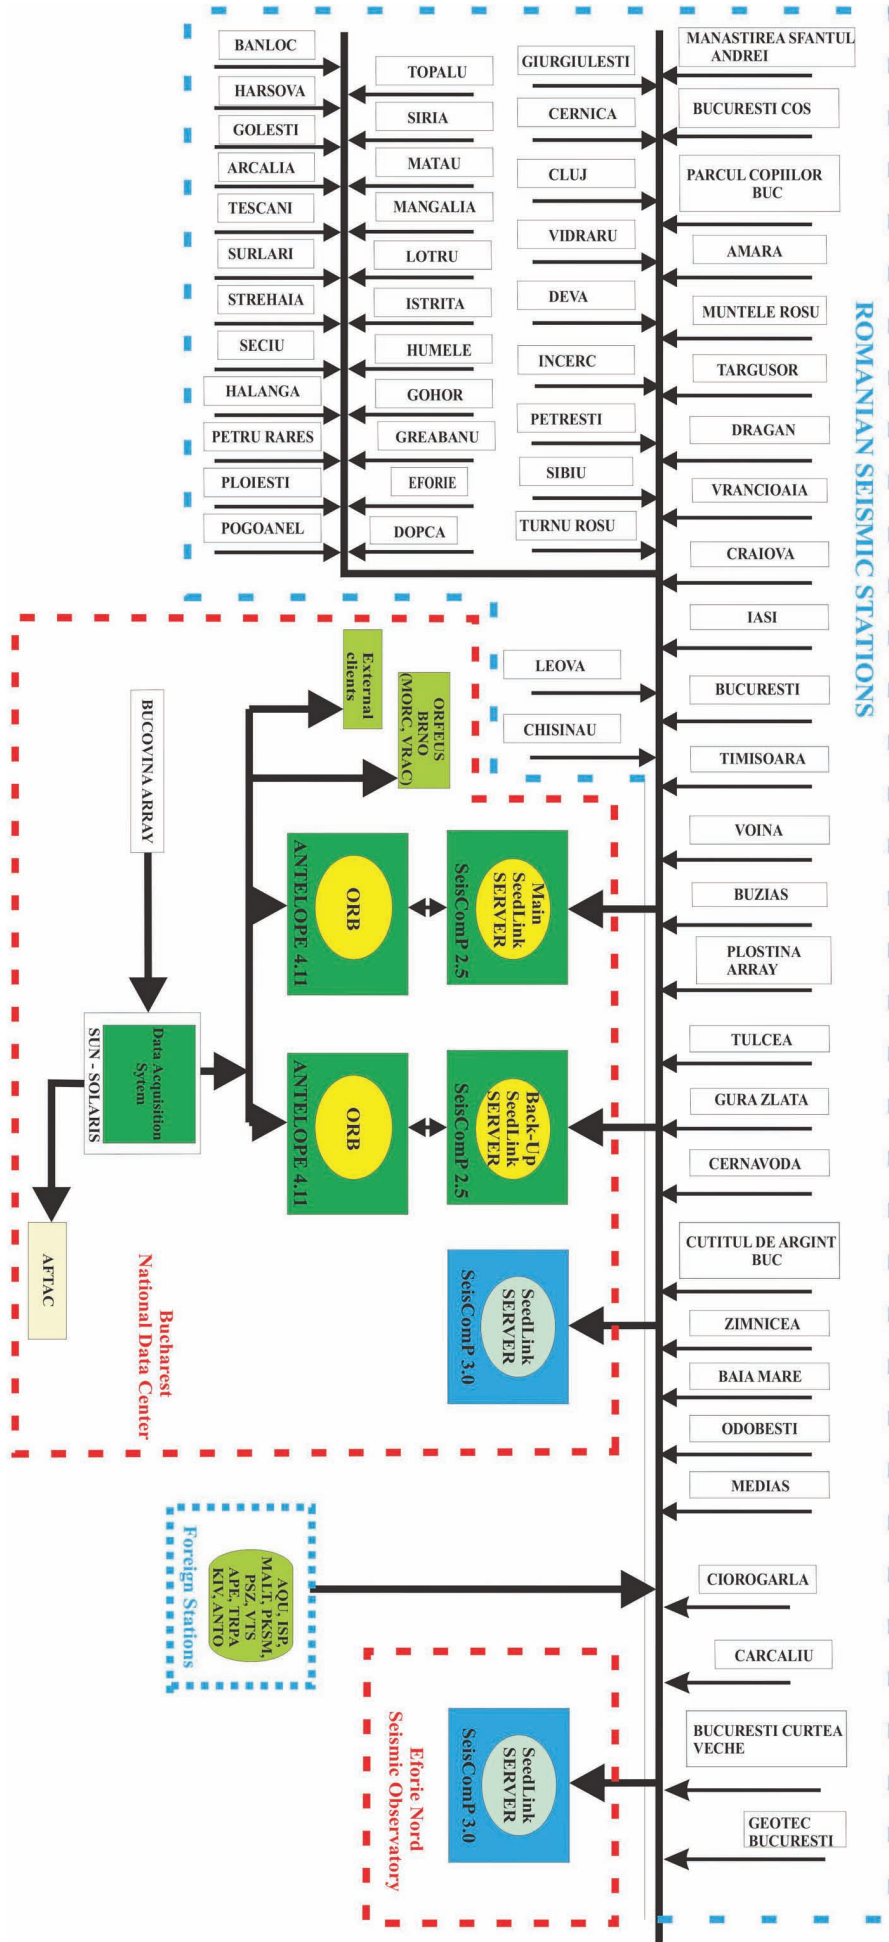 BANLOC
HARSOVA
GOLESTI
ARCALIA
TESCANI
SURLARI
STREHAIA
SECIU
HALANGA
PETRU RARES
PLOIESTI
POGOANEL
TOPALU
SIRIA
MATAU
MANGALIA
LOTRU
ISTRITA
HUMELE
GOHOR
GREABANU
EFORIE
DOPCA
GIURGIULESTI
CERNICA
CLUJ
VIDRARU
DEVA
INCERC
PETRESTI
SIBIU
TURNU ROSU
LEOVA
CHISINAU
MANASTIREA SFANTUL
ANDREI
BUCURESTI COS
PARCUL COPIILOR
BUC
AMARA
MUNTELE ROSU
TARGUSOR
DRAGAN
VRANCIOAIA
CRAIOVA
IASI
BUCURESTI
TIMISOARA
VOINA
BUZIAS
PLOSTINA
ARRAY
TULCEA
GURA ZLATA
CERNAVODA
CUTITUL DE ARGINT
BUC
ZIMNICEA
BAIA MARE
ODOBESTI
MEDIAS
CIOROGARLA
CARCALIU
BUCURESTI CURTEA
VECHE
GEOTEC
BUCURESTI
ROMANIAN SEISMIC STATIONS
External
clients
ORFEUS
BRNO
(MORC, VRAC)
Main
SeedLink
SERVER
SeisComP 2.5
ORB
ANTELOPE 4.11
Back-Up
SeedLink
SERVER
SeisComP 2.5
ORB
ANTELOPE 4.11
SeedLink
SERVER
SeisComP 3.0
BUCOVINA ARRAY
Data Acquisition
Sytem
SUN - SOLARIS
AFTAC
Bucharest
National Data Center
AQU, ISP,
MALT, PKSM,
PSZ, VTS
APE, TRPA
KIV, ANTO
Foreign Stations
SeedLink
SERVER
SeisComP 3.0
Eforie Nord
Seismic Observatory